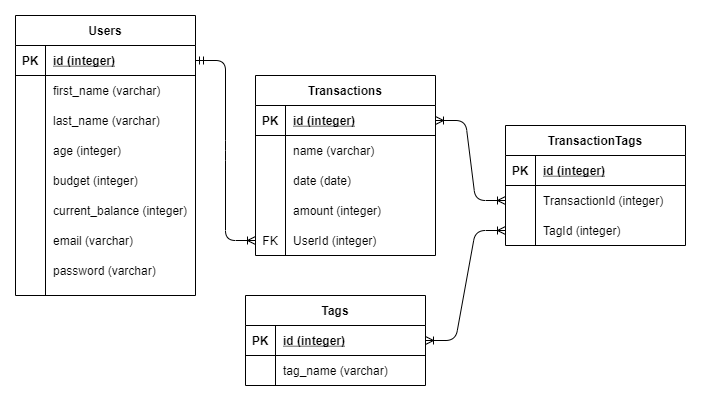 Users
PK id (integer)
first_name (varchar)
last_name (varchar)
age (integer)
budget (integer)
current_balance (integer)
email (varchar)
password (varchar)
Transactions
PK id (integer)
name (varchar)
date (date)
amount (integer)
FK UserId (integer)
TransactionTags
PK id (integer)
TransactionId (integer)
TagId (integer)
Tags
PK id (integer)
tag_name (varchar)